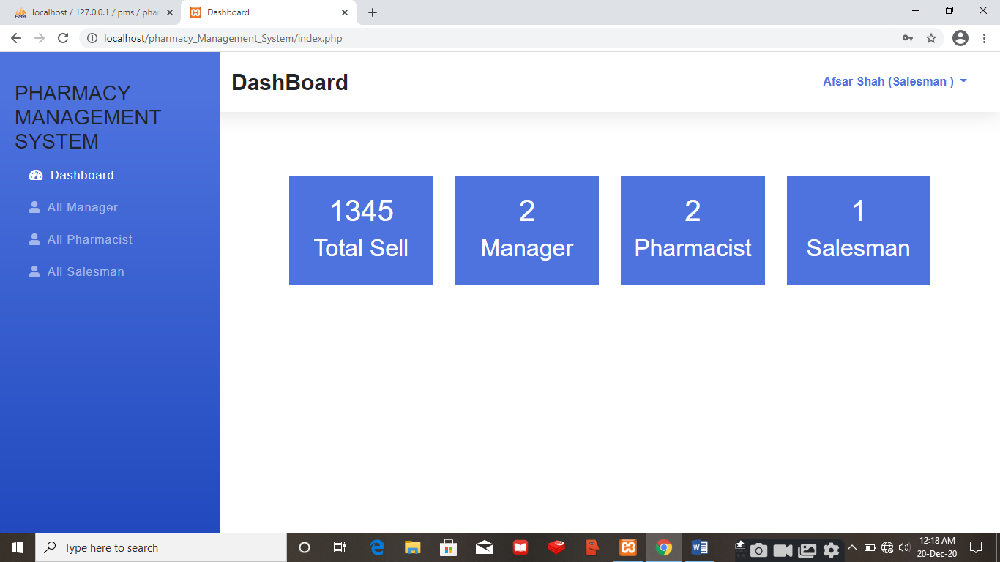 localhost / 127.0.0.1 / pms / phar
Dashboard
localhost/pharmacy_Management_System/index.php
PHARMACY
MANAGEMENT
SYSTEM
Dashboard
All Manager
All Pharmacist
All Salesman
DashBoard
Afsar Shah (Salesman )
1345
Total Sell
2
Manager
2
Pharmacist
1
Salesman
Type here to search
12:18 AM
20-Dec-20